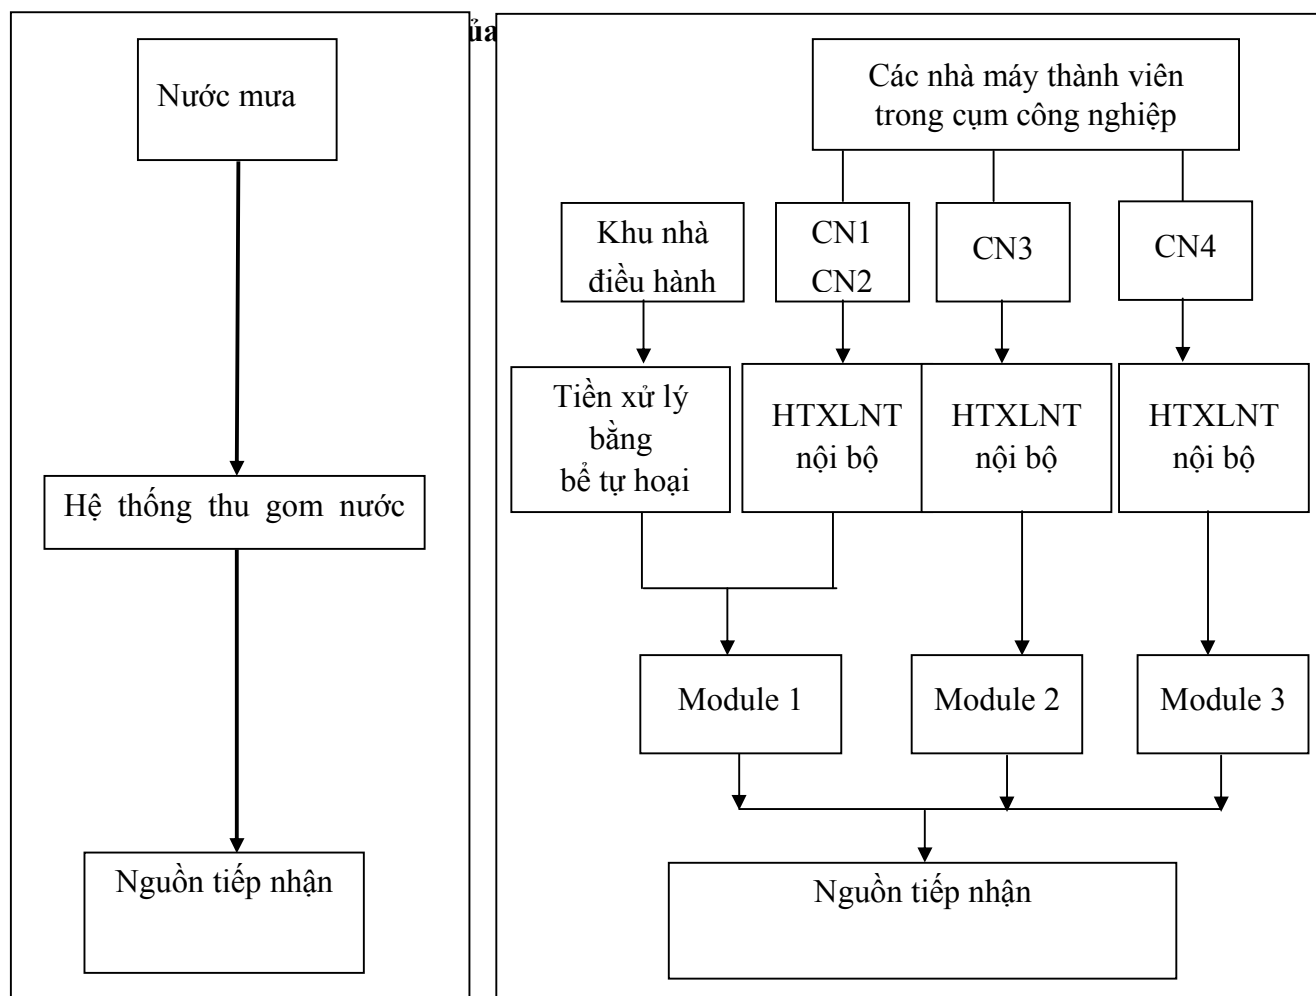 ủa
Nước mưa
Hệ thống thu gom nước
Nguồn tiếp nhận
Các nhà máy thành viên
trong cụm công nghiệp
Khu nhà
điều hành
CN1
CN2
CN3
CN4
Tiền xử lý
bằng
bể tự hoại
HTXLNT
nội bộ
HTXLNT
nội bộ
HTXLNT
nội bộ
Module 1
Module 2
Module 3
Nguồn tiếp nhận